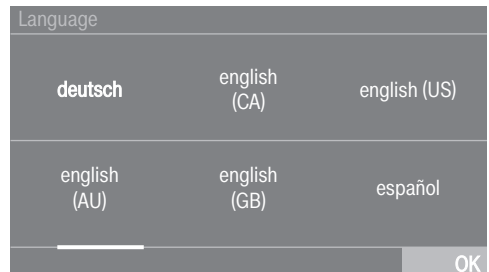 Language
deutsch
english
(CA)
english (US)
english
(AU)
english
(GB)
español
OK